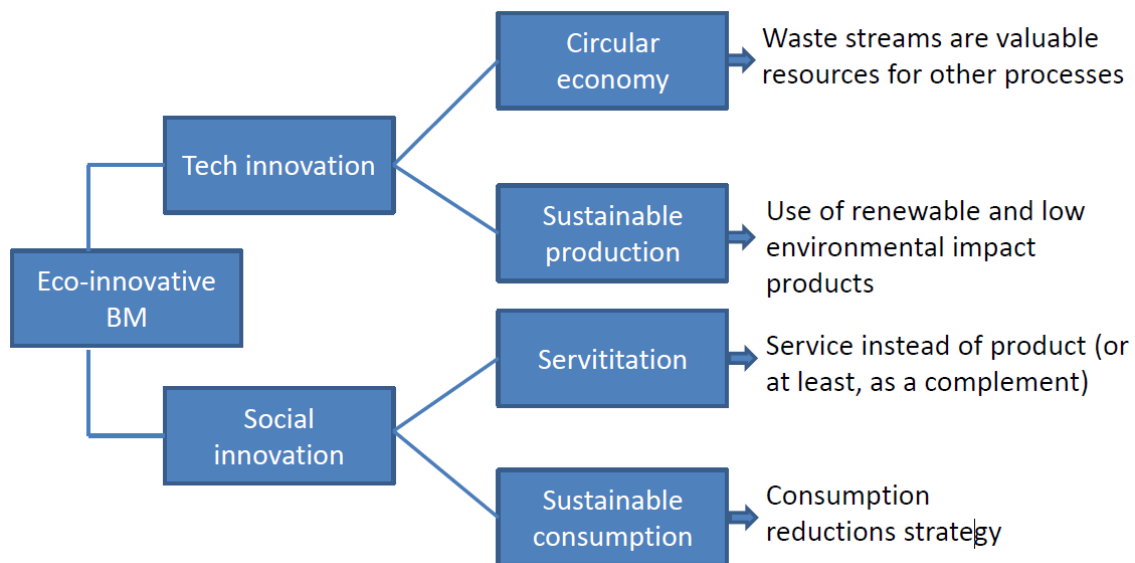 Circular
economy
Waste streams are valuable
resources for other processes
Tech innovation
Sustainable
production
Use of renewable and low
environmental impact
products
Eco-innovative
BM
Servititation
Service instead of product (or
at least, as a complement)
Social
innovation
Sustainable
consumption
Consumption
reductions strategy